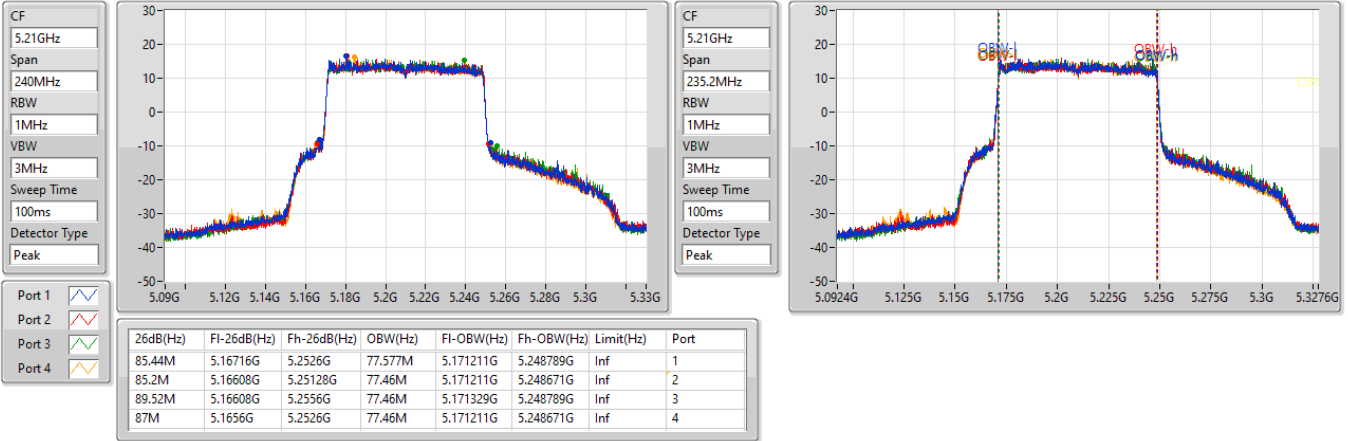 CF
5.21GHz
Span
240MHz
RBW
1MHz
VBW
3MHz
Sweep Time
100ms
Detector Type
Peak
Port 1
Port 2
Port 3
Port 4
30
20
10
0
-10
-20
-30
-40
-50
5.09G 5.12G 5.14G 5.16G 5.18G 5.2G 5.22G 5.24G 5.26G 5.28G 5.3G 5.33G
CF
5.21GHz
Span
235.2MHz
RBW
1MHz
VBW
3MHz
Sweep Time
100ms
Detector Type
Peak
30
20
10
0
-10
-20
-30
-40
-50
OBW-l
OBW-l
OBW-h
OBW-h
5.0924G 5.125G 5.15G 5.175G 5.2G 5.225G 5.25G 5.275G 5.3G 5.3276G
26dB(Hz) Fl-26dB(Hz) Fh-26dB(Hz) OBW(Hz) Fl-OBW(Hz) Fh-OBW(Hz) Limit(Hz) Port
85.44M 5.16716G 5.2526G 77.577M 5.171211G 5.248789G Inf 1
85.2M 5.16608G 5.25128G 77.46M 5.171211G 5.248671G Inf 2
89.52M 5.16608G 5.2556G 77.46M 5.171329G 5.248789G Inf 3
87M 5.1656G 5.2526G 77.46M 5.171211G 5.248671G Inf 4